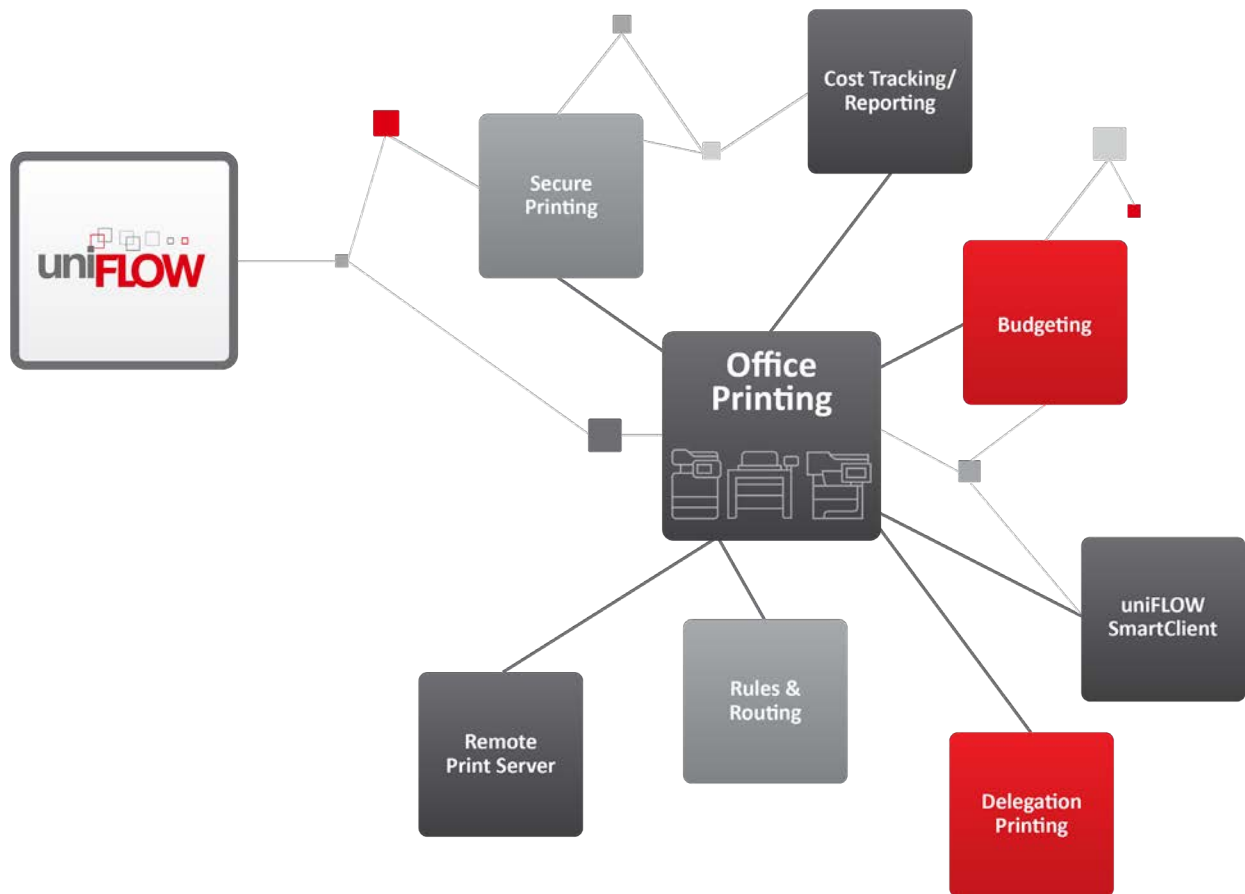 Cost Tracking/
Reporting
Secure
Printing
uniFLOW
Budgeting
Office
Printing
uniFLOW
SmartClient
Rules &
Routing
Remote
Print Server
Delegation
Printing